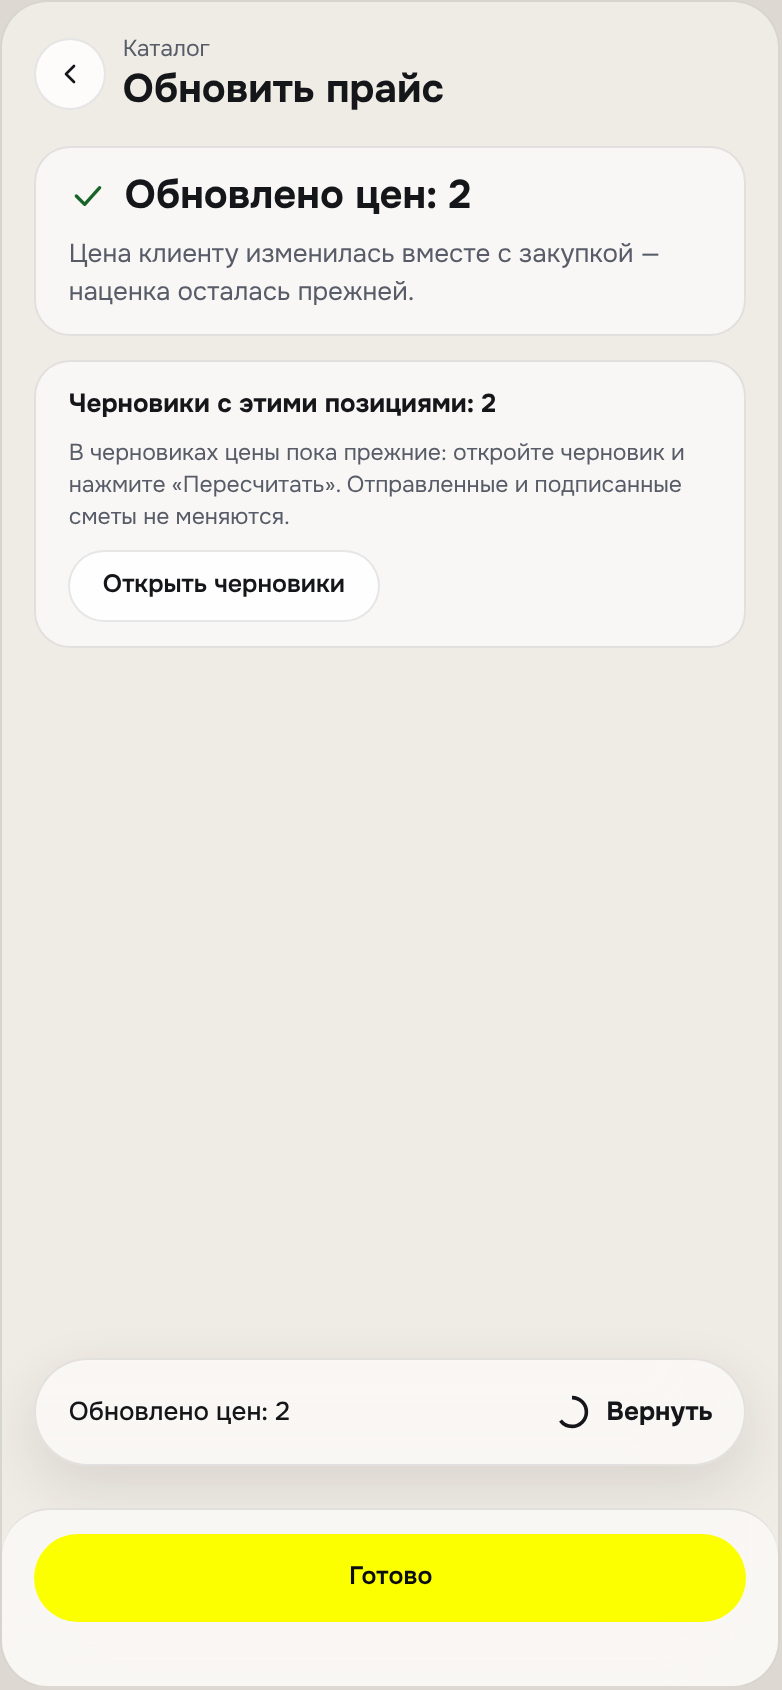 Каталог
Обновить прайс
Обновлено цен: 2
Цена клиенту изменилась вместе с закупкой —
наценка осталась прежней.
Черновики с этими позициями: 2
В черновиках цены пока прежние: откройте черновик и
нажмите «Пересчитать». Отправленные и подписанные
сметы не меняются.
Открыть черновики
Обновлено цен: 2
Вернуть
Готово